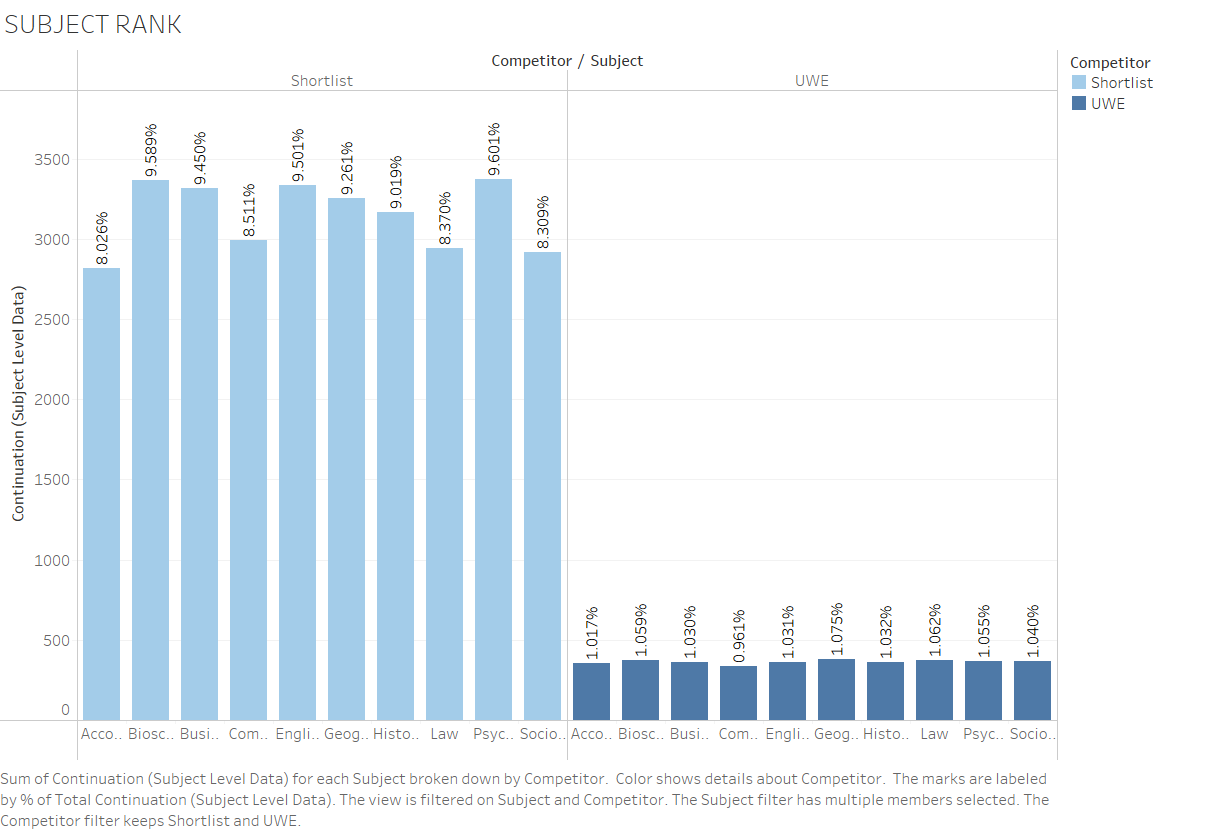 SUBJECT RANK
Competitor / Subject
Shortlist
UWE
Competitor
Shortlist
UWE
Continuation (Subject Level Data)
3500
3000
2500
2000
1500
1000
500
0
8.026%
9.589%
9.450%
8.511%
9.501%
9.261%
9.019%
8.370%
9.601%
8.309%
1.017%
1.059%
1.030%
0.961%
1.031%
1.075%
1.032%
1.062%
1.055%
1.040%
Acco.. Biosc.. Busi.. Com.. Engli.. Geog.. Histo.. Law Psyc.. Socio.. Acco.. Biosc.. Busi.. Com.. Engli.. Geog.. Histo.. Law Psyc.. Socio..
Sum of Continuation (Subject Level Data) for each Subject broken down by Competitor.  Color shows details about Competitor.  The marks are labeled
by % of Total Continuation (Subject Level Data). The view is filtered on Subject and Competitor. The Subject filter has multiple members selected. The
Competitor filter keeps Shortlist and UWE.